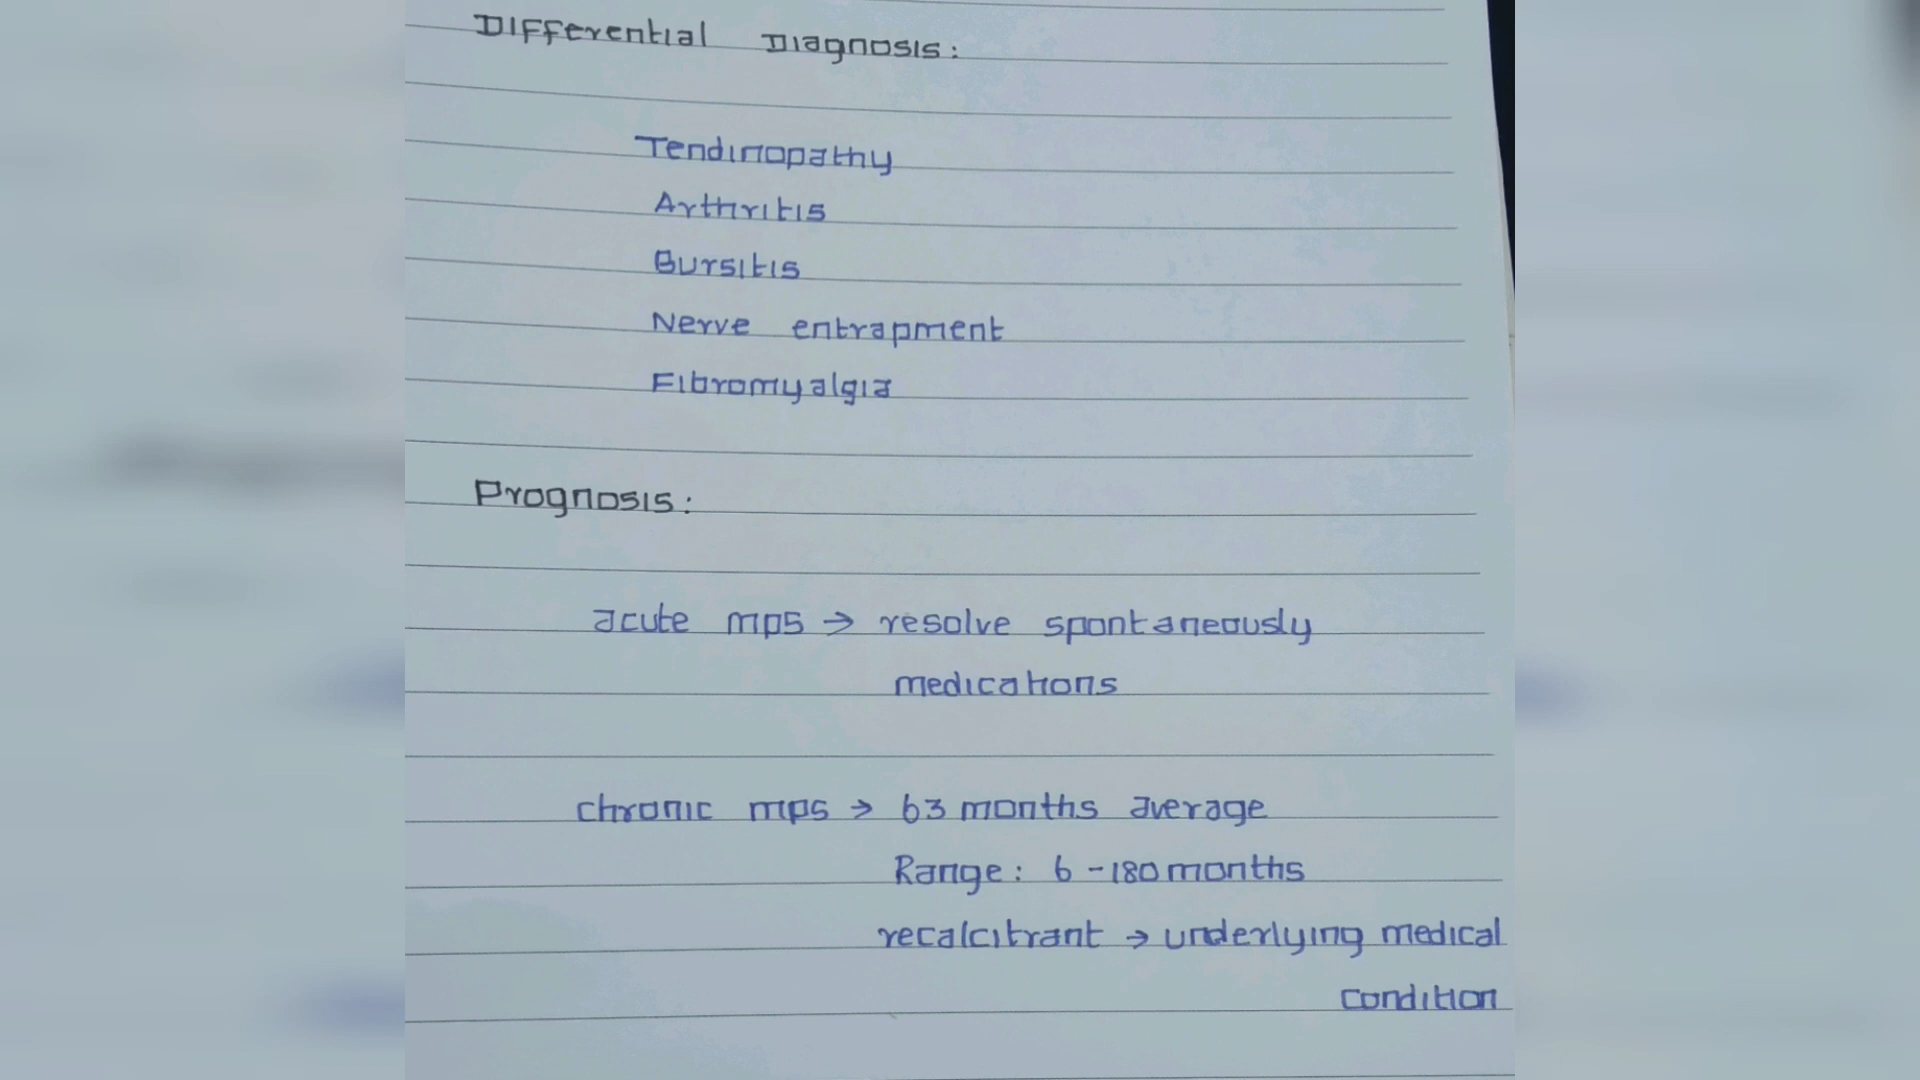 Differential Diagnosis:
Tendinopathy
Arthritis
Bursitis
Nerve entrapment
Fibromyalgia
Prognosis:
acute mps → resolve spontaneously
medications
chronic mps → 63 months average
Range: 6 - 180 months
recalcitrant → underlying medical
condition